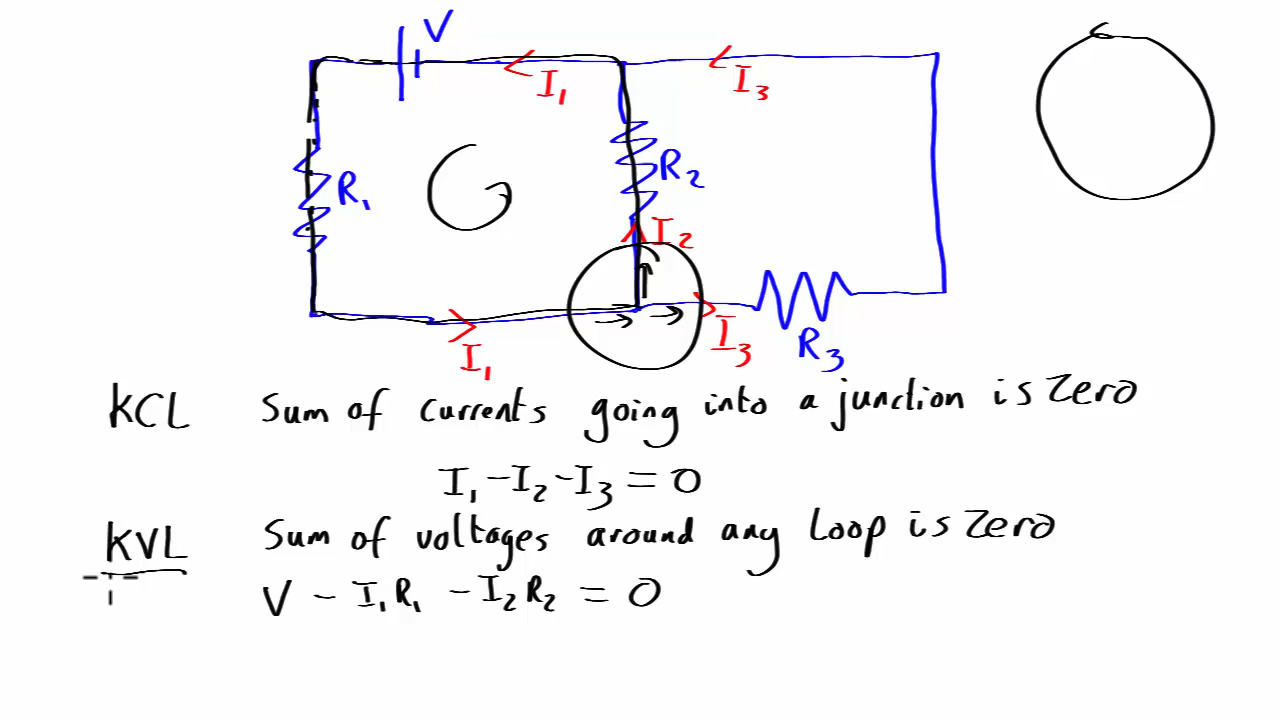 V
I₁
I₃
R₁
R₂
I₂
I₁
I₃
R₃
KCL Sum of currents going into a junction is zero
I₁ - I₂ - I₃ = 0
KVL Sum of voltages around any loop is zero
V - I₁R₁ - I₂R₂ = 0